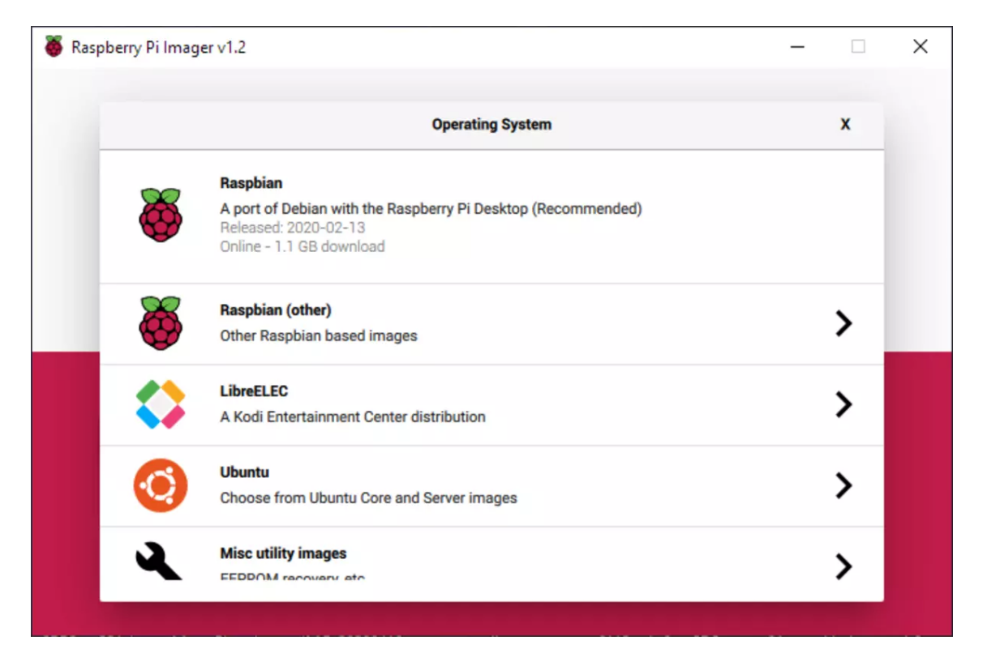 Raspberry Pi Imager v1.2
Operating System
X
Raspbian
A port of Debian with the Raspberry Pi Desktop (Recommended)
Released: 2020-02-13
Online - 1.1 GB download
Raspbian (other)
Other Raspbian based images
LibreELEC
A Kodi Entertainment Center distribution
Ubuntu
Choose from Ubuntu Core and Server images
Misc utility images
EEPROM recovery, etc